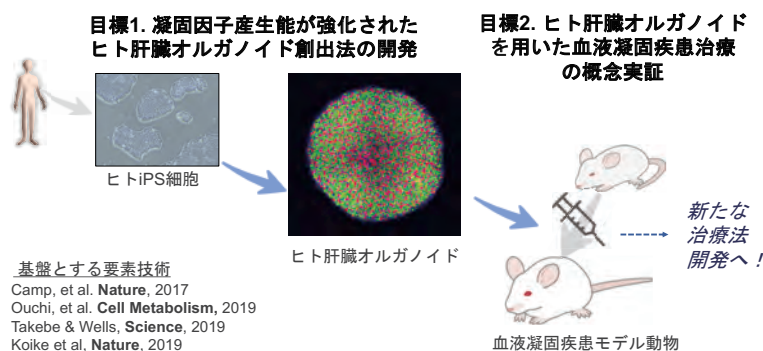 目標1. 凝固因子産生能が強化された
ヒト肝臓オルガノイド創出法の開発
目標2. ヒト肝臓オルガノイド
を用いた血液凝固疾患治療
の概念実証
ヒトiPS細胞
ヒト肝臓オルガノイド
新たな
治療法
開発へ！
基盤とする要素技術
Camp, et al. Nature, 2017
Ouchi, et al. Cell Metabolism, 2019
Takebe & Wells, Science, 2019
Koike et al, Nature, 2019
血液凝固疾患モデル動物